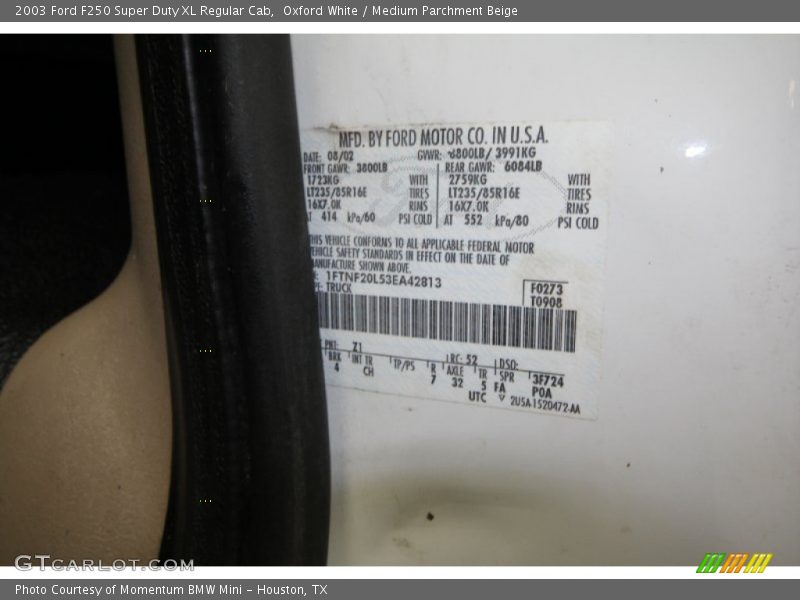 2003 Ford F250 Super Duty XL Regular Cab, Oxford White / Medium Parchment Beige
MFD. BY FORD MOTOR CO. IN U.S.A.
DATE: 08/02 GVWR: 8800LB/ 3991KG
FRONT GAWR: 3800LB REAR GAWR: 6084LB
1723KG WITH 2759KG WITH
LT235/85R16E TIRES LT235/85R16E TIRES
16X7.0K RIMS 16X7.0K RIMS
AT 414 kPa/60 PSI COLD AT 552 kPa/80 PSI COLD
THIS VEHICLE CONFORMS TO ALL APPLICABLE FEDERAL MOTOR
VEHICLE SAFETY STANDARDS IN EFFECT ON THE DATE OF
MANUFACTURE SHOWN ABOVE.
1FTNF20L53EA42813 F0273
TRUCK T0908
PNT: Z1 RC: 52 DSO:
BRK INT TR TP/PS R AXLE TR SPR 3F724
4 CH 7 32 5 FA P0A
UTC V 2U5A-1520472-AA
GTCarLot.com
Photo Courtesy of Momentum BMW Mini - Houston, TX